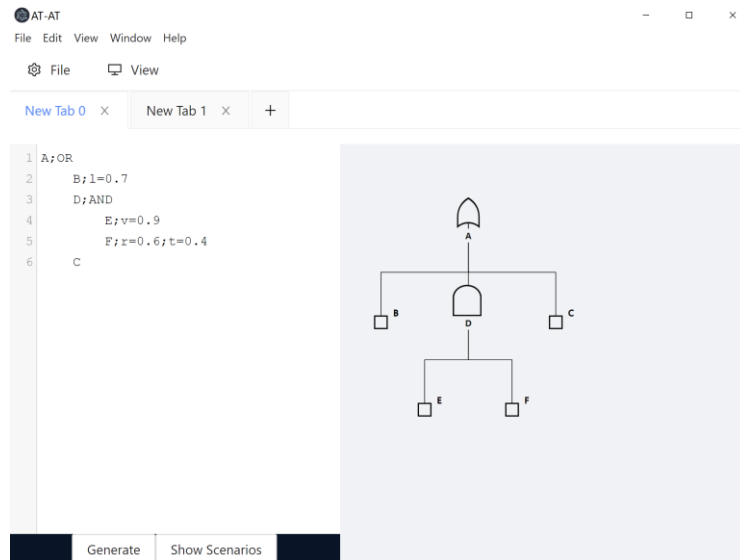 AT-AT
File Edit View Window Help
File View
New Tab 0 × New Tab 1 × +
1 A;OR
2 B;l=0.7
3 D;AND
4 E;v=0.9
5 F;r=0.6;t=0.4
6 C
A
B
D
C
E
F
Generate Show Scenarios